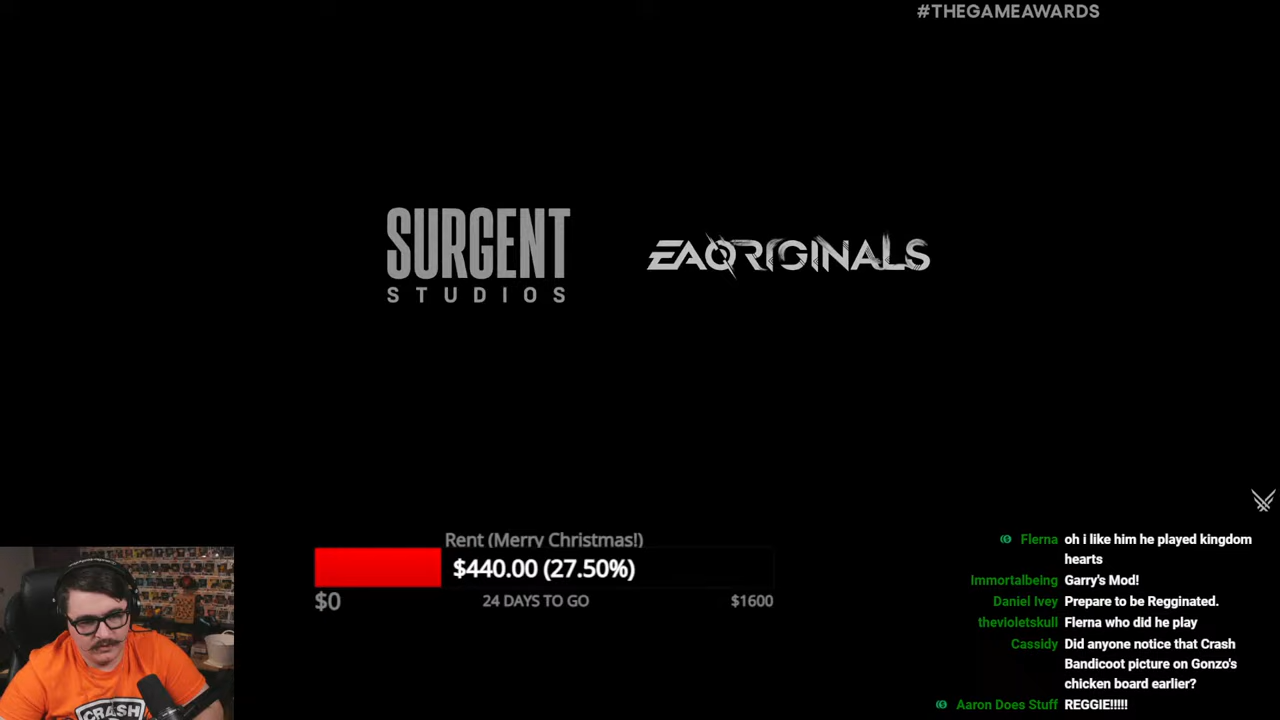 #THEGAMEAWARDS
SURGENT
STUDIOS
EAORIGINALS
Rent (Merry Christmas!)
$440.00 (27.50%)
$0
24 DAYS TO GO
$1600
Flerna oh i like him he played kingdom
hearts
Immortalbeing Garry's Mod!
Daniel Ivey Prepare to be Regginated.
thevioletskull Flerna who did he play
Cassidy Did anyone notice that Crash
Bandicoot picture on Gonzo's
chicken board earlier?
Aaron Does Stuff REGGIE!!!!!
CRASH